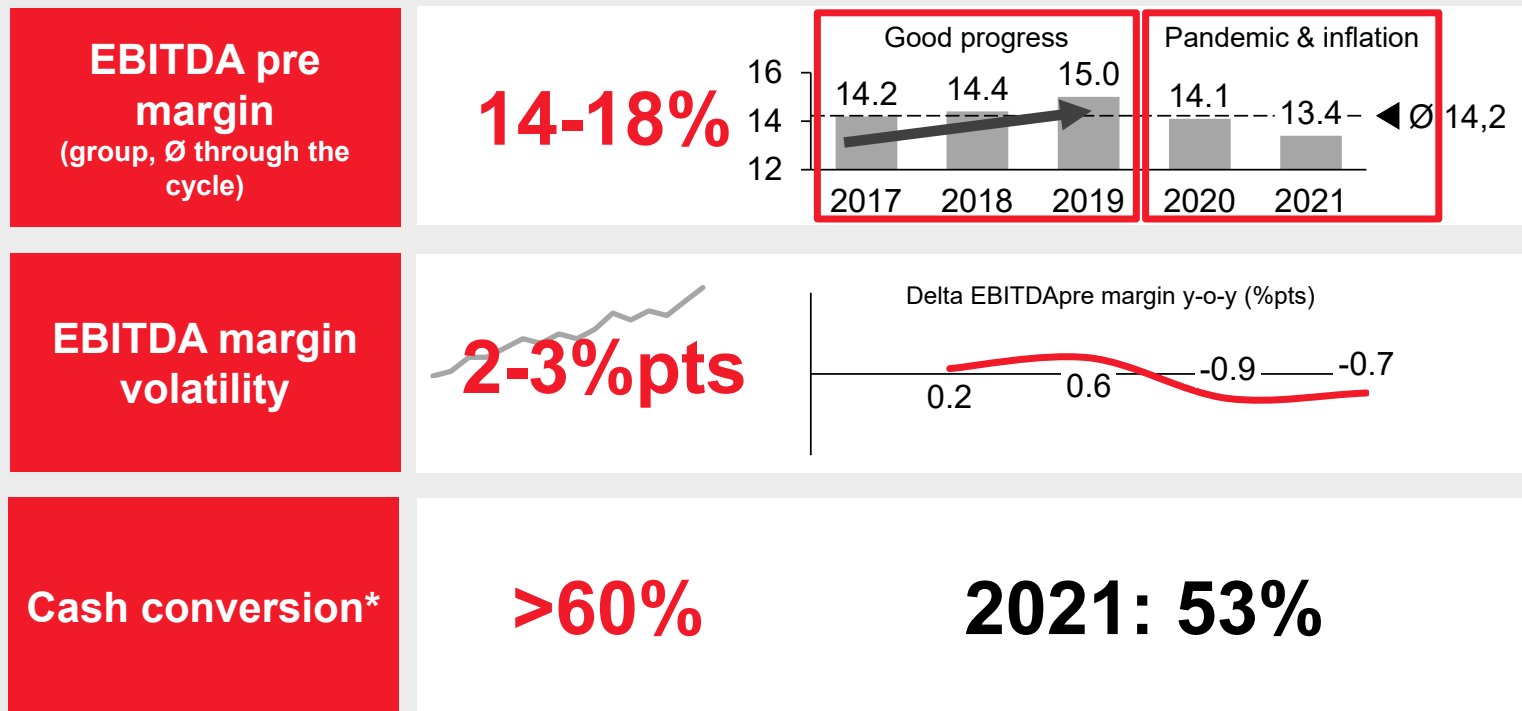 EBITDA pre
margin
(group, Ø through the
cycle)
14-18%
Good progress
Pandemic & inflation
16
14
12
14.2
14.4
15.0
14.1
13.4
Ø 14,2
2017
2018
2019
2020
2021
EBITDA margin
volatility
2-3%pts
Delta EBITDApre margin y-o-y (%pts)
0.2
0.6
-0.9
-0.7
Cash conversion*
>60%
2021: 53%